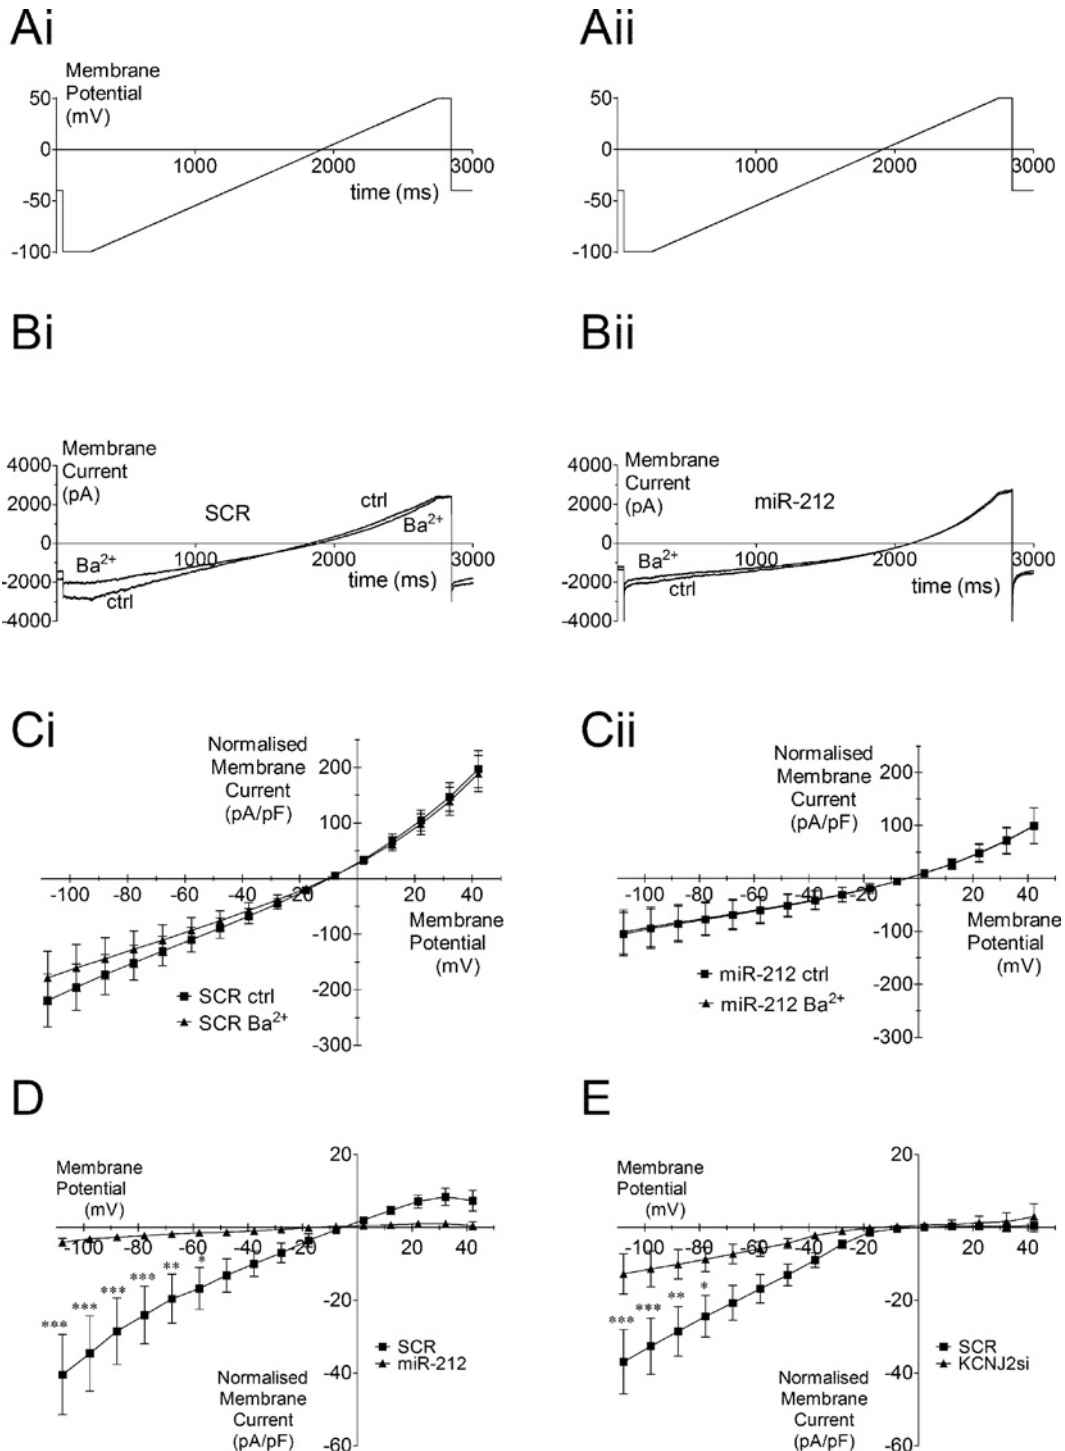 Ai
Membrane
Potential
(mV)
50
0
-50
-100
1000
2000
3000
time (ms)
Aii
50
0
-50
-100
1000
2000
3000
Bi
Membrane
Current
(pA)
4000
2000
0
-2000
-4000
SCR
ctrl
Ba2+
1000
2000
3000
time (ms)
Ba2+
ctrl
Bii
Membrane
Current
(pA)
4000
2000
0
-2000
-4000
miR-212
1000
2000
3000
time (ms)
Ba2+
ctrl
Ci
Normalised
Membrane
Current
(pA/pF)
200
100
-100
-200
-300
-100 -80 -60 -40 -20 20 40
Membrane
Potential
(mV)
SCR ctrl
SCR Ba2+
Cii
Normalised
Membrane
Current
(pA/pF)
200
100
-100
-200
-300
-100 -80 -60 -40 -20 20 40
Membrane
Potential
(mV)
miR-212 ctrl
miR-212 Ba2+
D
Membrane
Potential
(mV)
20
-20
-40
-60
-100 -80 -60 -40 -20 20 40
*** *** *** *** ** *
SCR
miR-212
Normalised
Membrane
Current
(pA/pF)
E
Membrane
Potential
(mV)
20
-20
-40
-60
-100 -80 -60 -40 -20 20 40
*** *** ** *
SCR
KCNJ2si
Normalised
Membrane
Current
(pA/pF)